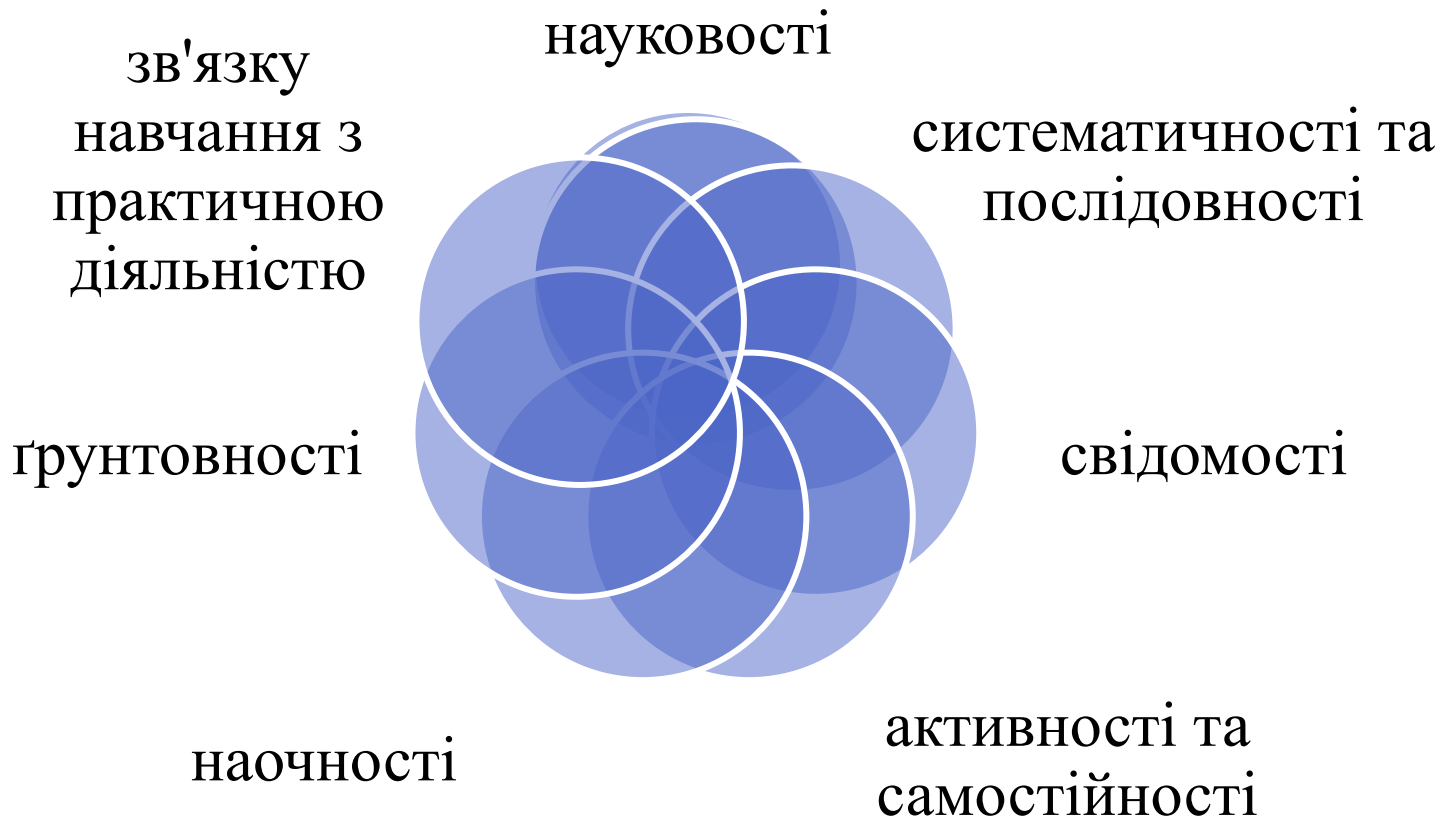 науковості
систематичності та
послідовності
свідомості
активності та
самостійності
наочності
ґрунтовності
зв'язку
навчання з
практичною
діяльністю